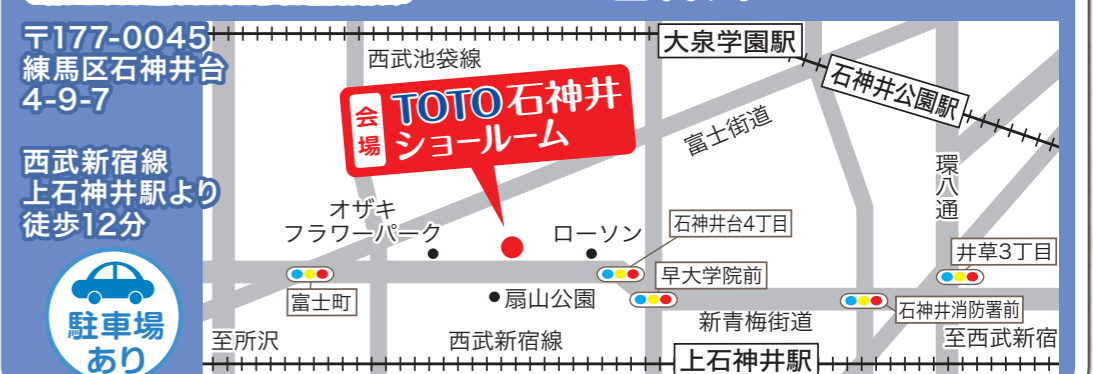 〒177-0045
練馬区石神井台
4-9-7
西武新宿線
上石神井駅より
徒歩12分
駐車場
あり
大泉学園駅
西武池袋線
石神井公園駅
会場
TOTO石神井
ショールーム
富士街道
環八通
オザキ
フラワーパーク
ローソン
石神井台4丁目
井草3丁目
早大学院前
富士町
扇山公園
石神井消防署前
新青梅街道
至所沢
西武新宿線
至西武新宿
上石神井駅